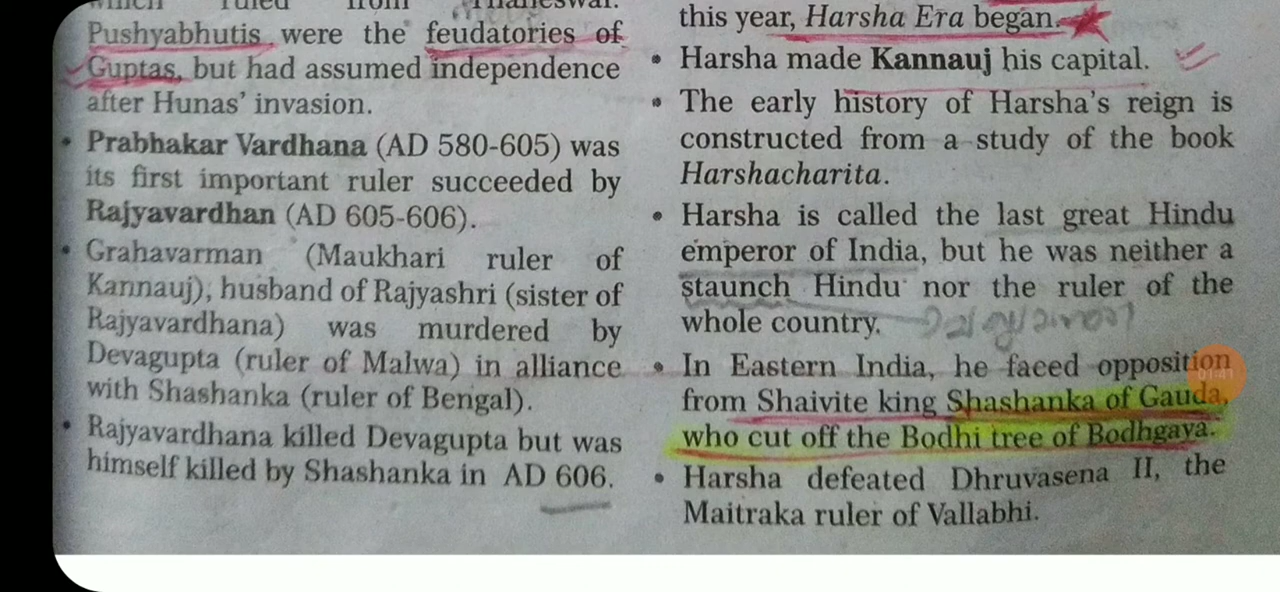 which ruled from Thaneswar.
Pushyabhutis were the feudatories of
Guptas, but had assumed independence
after Hunas' invasion.
• Prabhakar Vardhana (AD 580-605) was
its first important ruler succeeded by
Rajyavardhan (AD 605-606).
• Grahavarman (Maukhari ruler of
Kannauj), husband of Rajyashri (sister of
Rajyavardhana) was murdered by
Devagupta (ruler of Malwa) in alliance
with Shashanka (ruler of Bengal).
• Rajyavardhana killed Devagupta but was
himself killed by Shashanka in AD 606.
this year, Harsha Era began.
• Harsha made Kannauj his capital.
• The early history of Harsha's reign is
constructed from a study of the book
Harshacharita.
• Harsha is called the last great Hindu
emperor of India, but he was neither a
staunch Hindu nor the ruler of the
whole country.
• In Eastern India, he faced opposition
from Shaivite king Shashanka of Gauda,
who cut off the Bodhi tree of Bodhgaya.
• Harsha defeated Dhruvasena II, the
Maitraka ruler of Vallabhi.
01:41